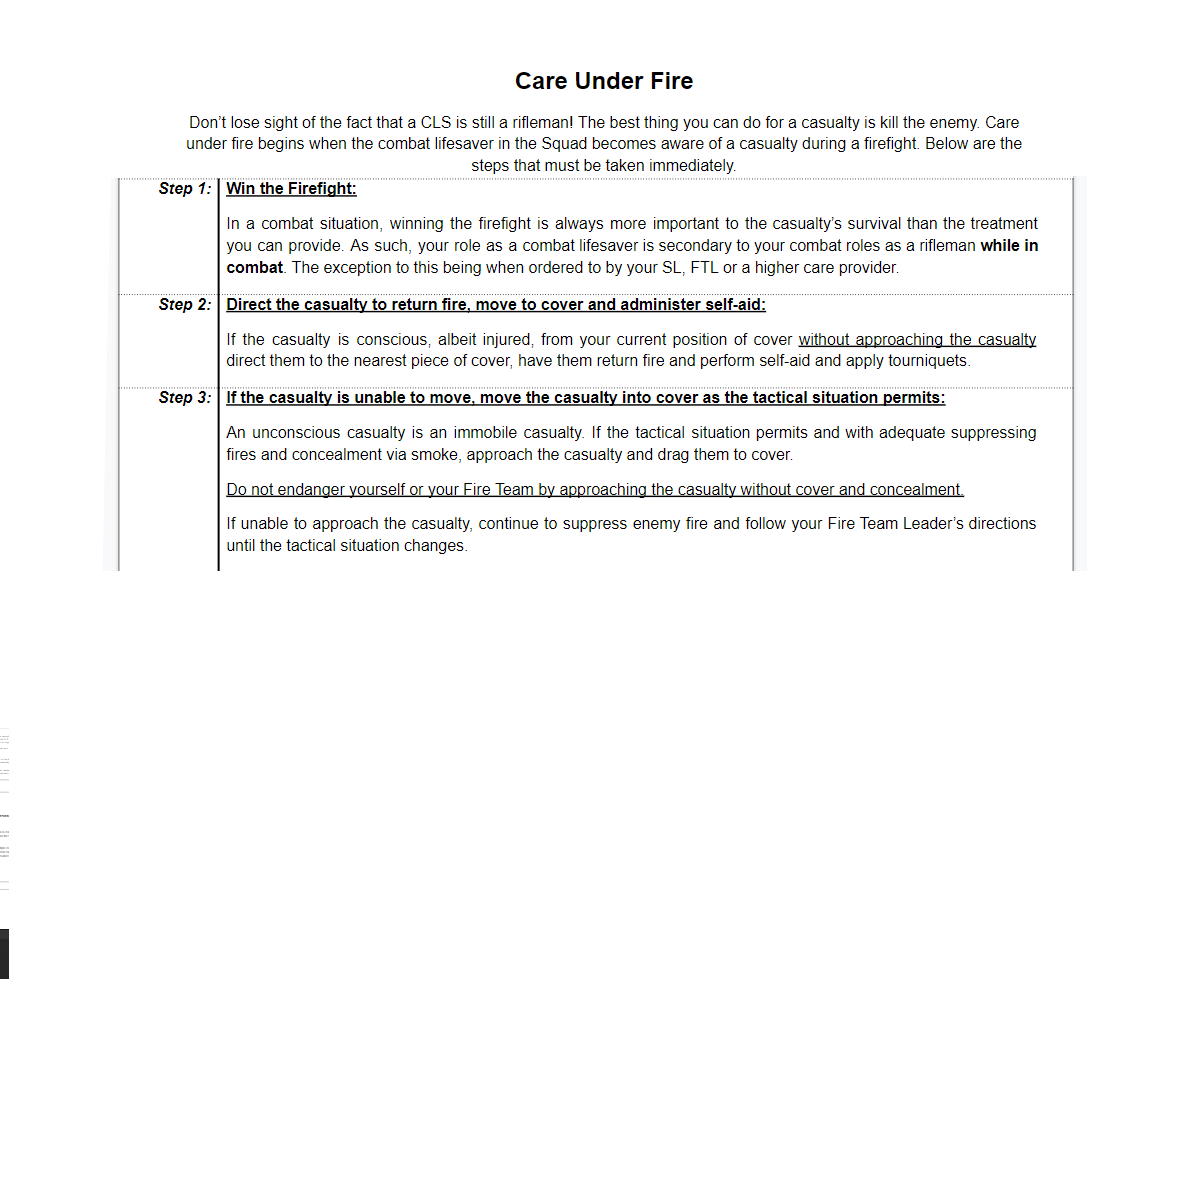 Care Under Fire
Don’t lose sight of the fact that a CLS is still a rifleman! The best thing you can do for a casualty is kill the enemy. Care
under fire begins when the combat lifesaver in the Squad becomes aware of a casualty during a firefight. Below are the
steps that must be taken immediately.
Step 1: Win the Firefight:
In a combat situation, winning the firefight is always more important to the casualty’s survival than the treatment
you can provide. As such, your role as a combat lifesaver is secondary to your combat roles as a rifleman while in
combat. The exception to this being when ordered to by your SL, FTL or a higher care provider.
Step 2: Direct the casualty to return fire, move to cover and administer self-aid:
If the casualty is conscious, albeit injured, from your current position of cover without approaching the casualty
direct them to the nearest piece of cover, have them return fire and perform self-aid and apply tourniquets.
Step 3: If the casualty is unable to move, move the casualty into cover as the tactical situation permits:
An unconscious casualty is an immobile casualty. If the tactical situation permits and with adequate suppressing
fires and concealment via smoke, approach the casualty and drag them to cover.
Do not endanger yourself or your Fire Team by approaching the casualty without cover and concealment.
If unable to approach the casualty, continue to suppress enemy fire and follow your Fire Team Leader’s directions
until the tactical situation changes.